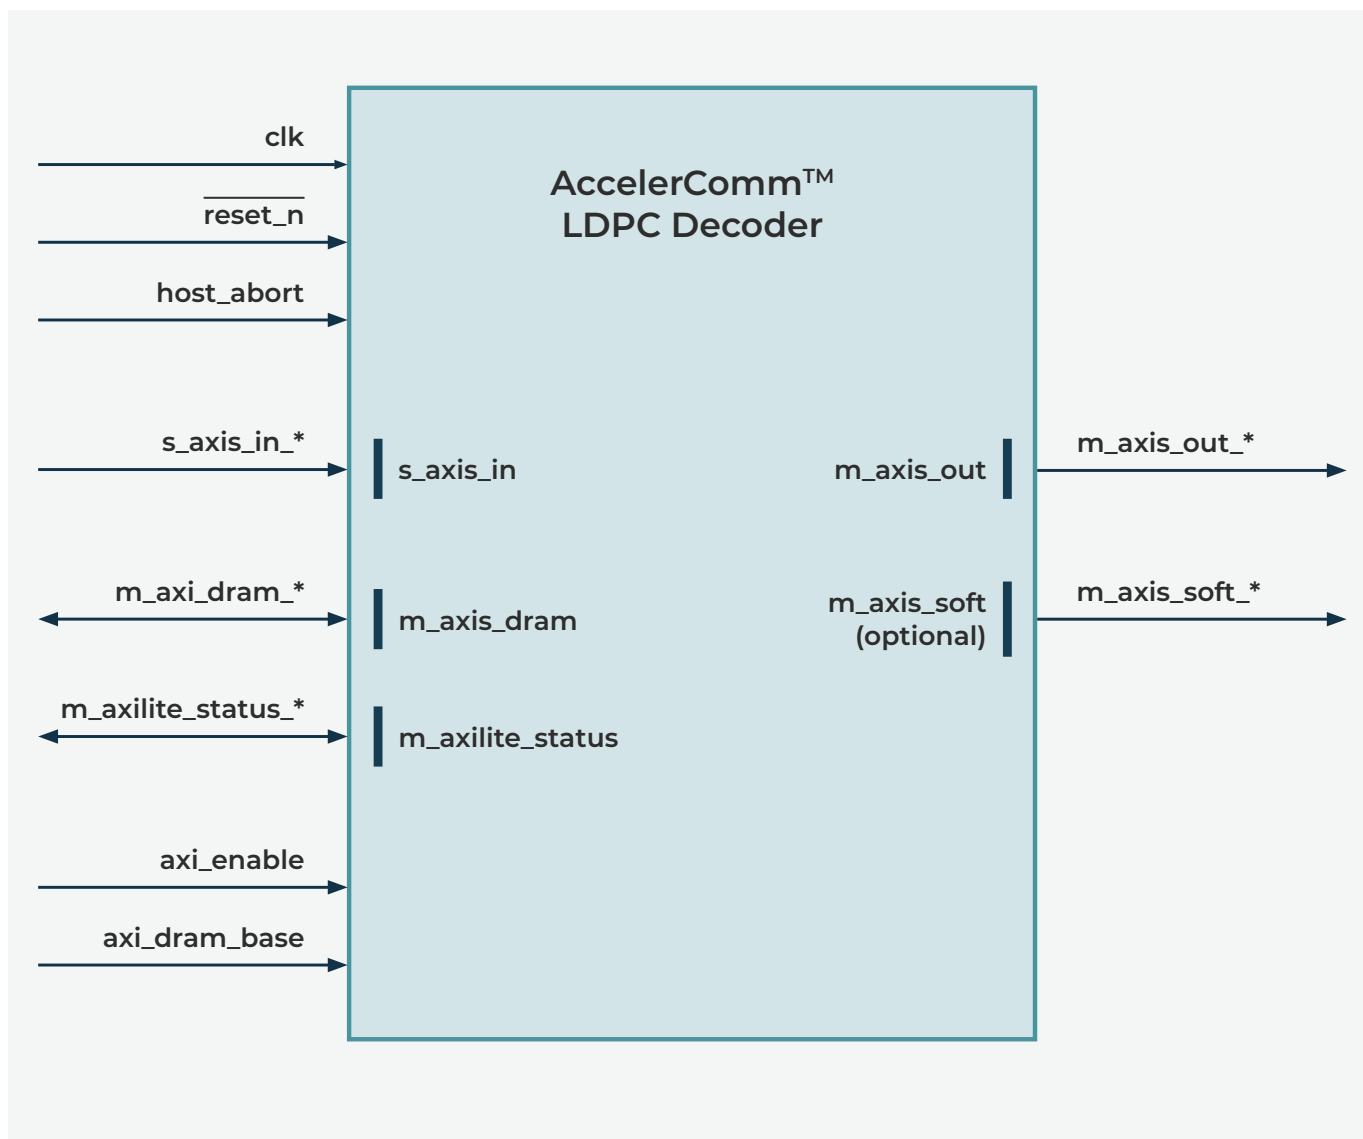 clk
reset_n
host_abort
s_axis_in_*
m_axi_dram_*
m_axilite_status_*
axi_enable
axi_dram_base
AccelerComm™
LDPC Decoder
s_axis_in
m_axis_dram
m_axilite_status
m_axis_out
m_axis_soft
(optional)
m_axis_out_*
m_axis_soft_*